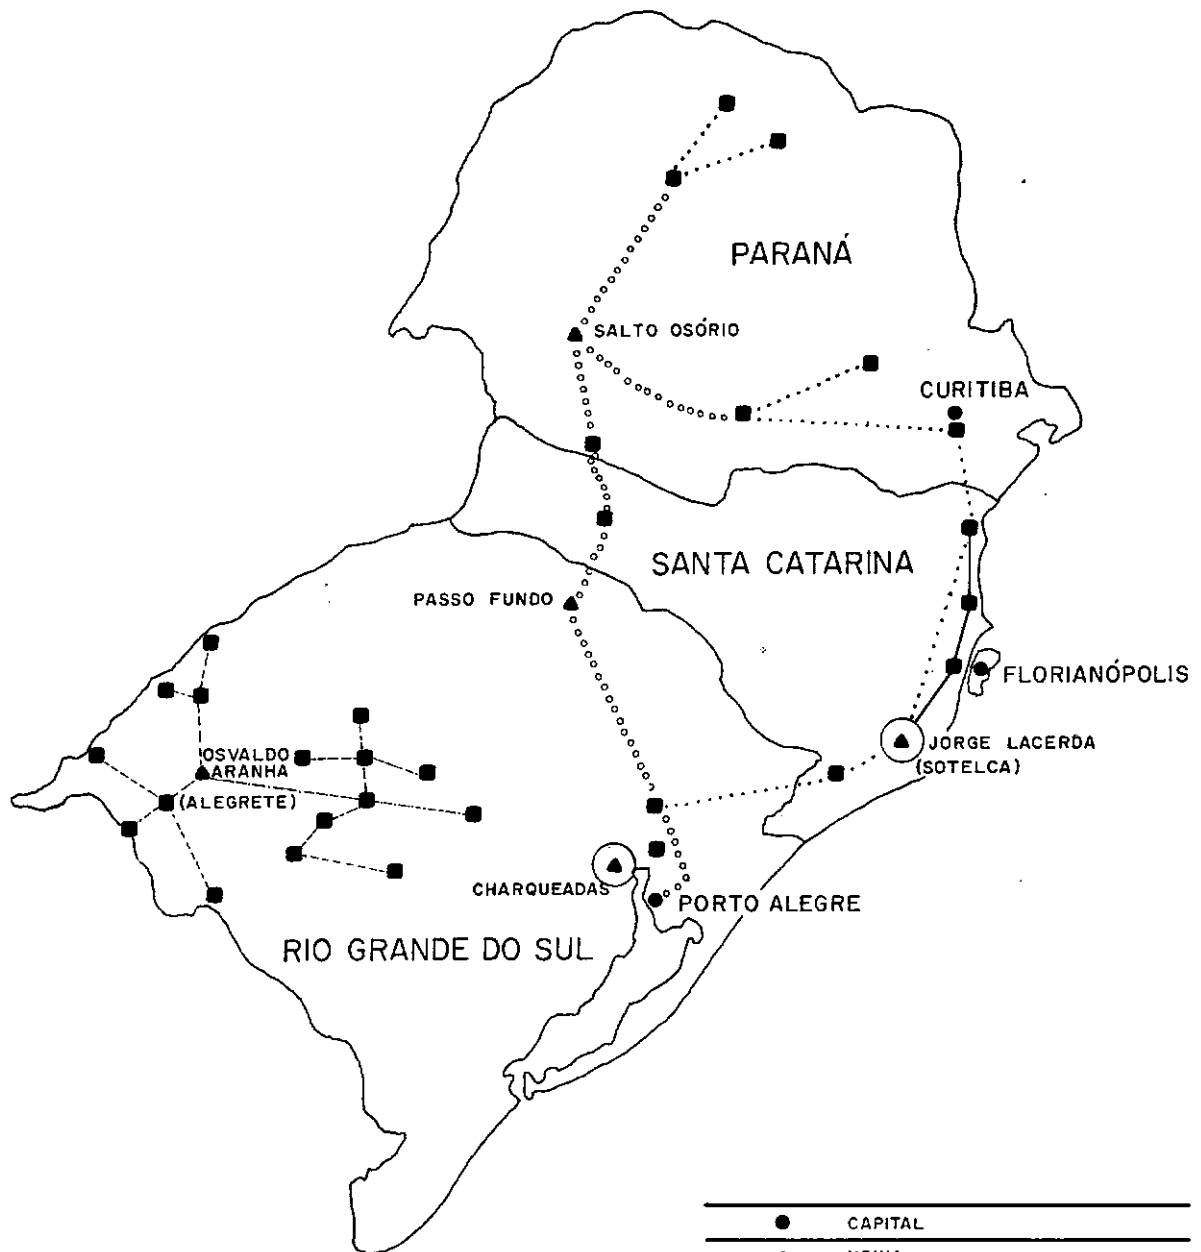 PARANÁ
SALTO OSÓRIO
CURITIBA
SANTA CATARINA
PASSO FUNDO
FLORIANÓPOLIS
OSVALDO
ARANHA
(ALEGRETE)
JORGE LACERDA
(SOTELCA)
CHARQUEADAS
PORTO ALEGRE
RIO GRANDE DO SUL
CAPITAL